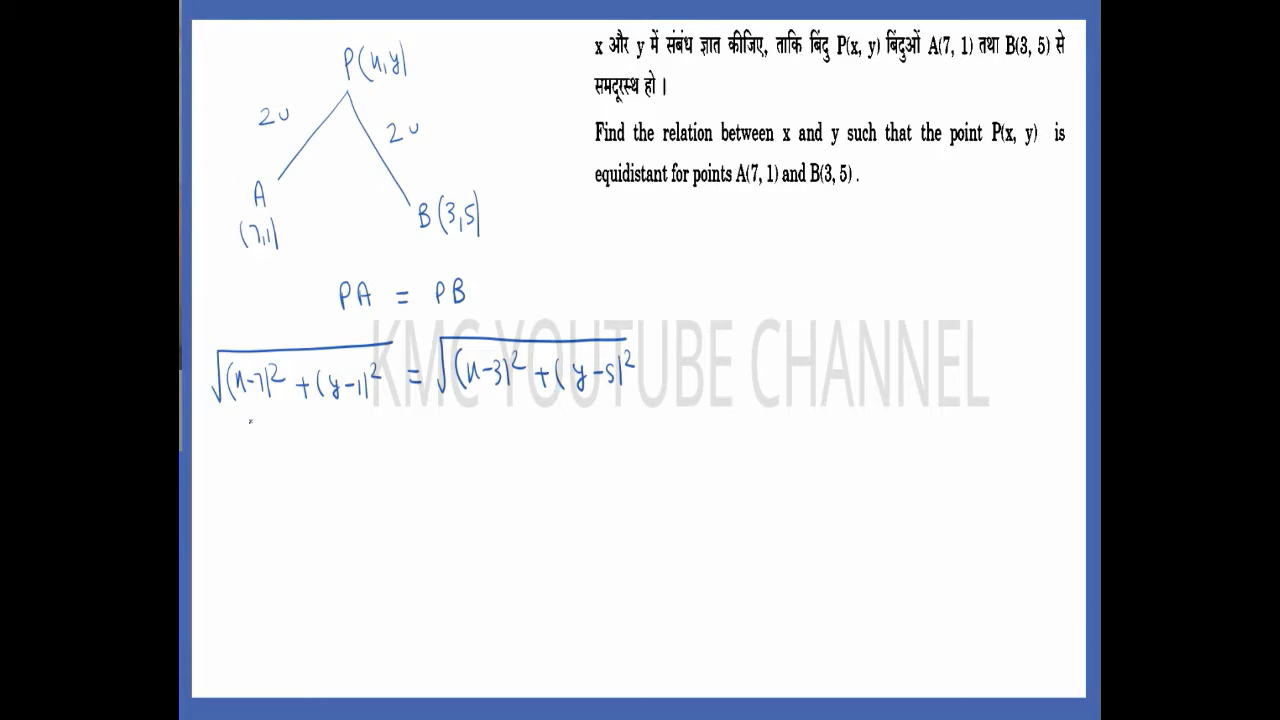 P(x,y)
20
20
A
(7,1)
B(3,5)
PA = PB
√(x-7)² + (y-1)² = √(x-3)² + (y-5)²
x और y में संबंध ज्ञात कीजिए, ताकि बिंदु P(x, y) बिंदुओं A(7, 1) तथा B(3, 5) से
समदूरस्थ हो ।
Find the relation between x and y such that the point P(x, y) is
equidistant for points A(7, 1) and B(3, 5) .
KMC YOUTUBE CHANNEL